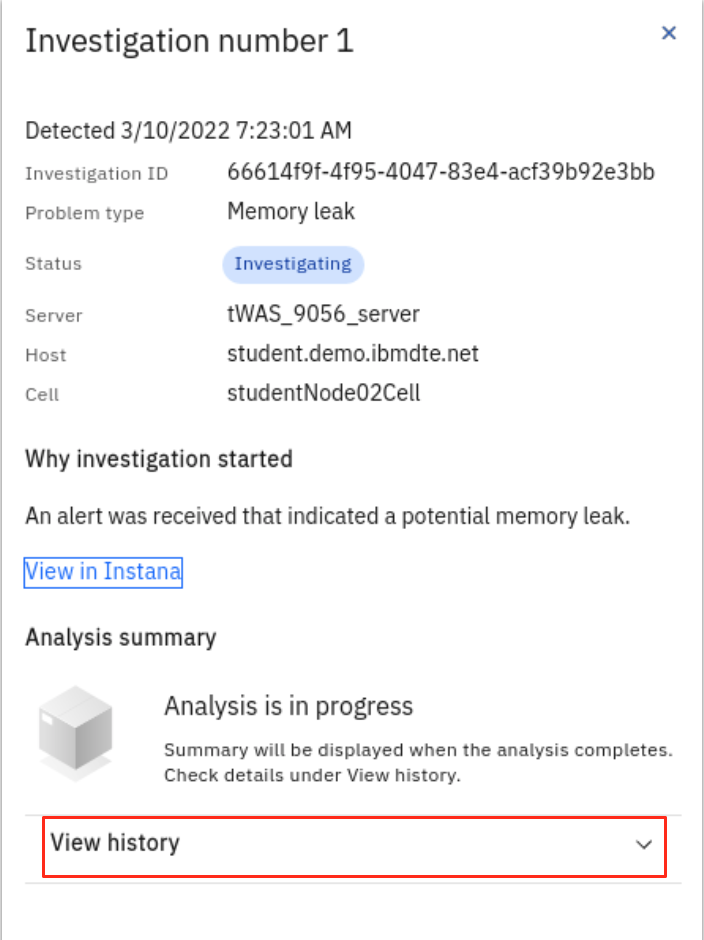 Investigation number 1
Detected 3/10/2022 7:23:01 AM
Investigation ID 66614f9f-4f95-4047-83e4-acf39b92e3bb
Problem type Memory leak
Status Investigating
Server tWAS_9056_server
Host student.demo.ibmdte.net
Cell studentNode02Cell
Why investigation started
An alert was received that indicated a potential memory leak.
View in Instana
Analysis summary
Analysis is in progress
Summary will be displayed when the analysis completes.
Check details under View history.
View history